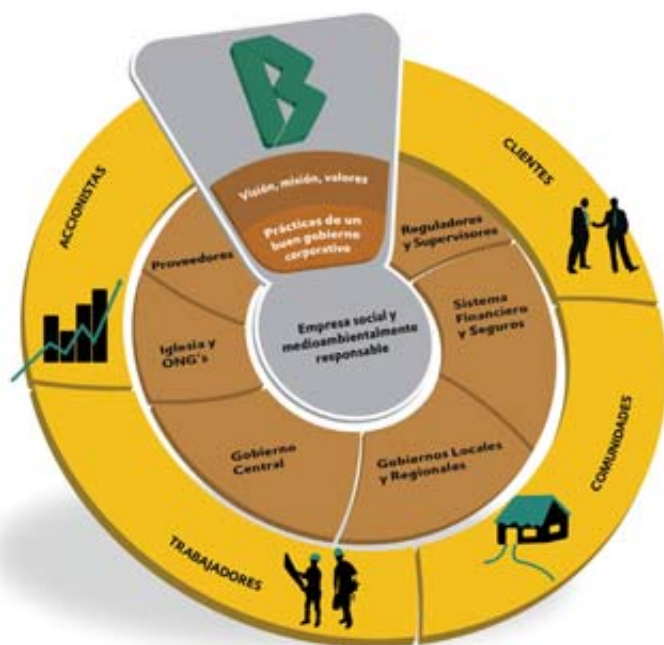 B
Visión, misión, valores
Prácticas de un
buen gobierno
corporativo
Empresa social y
medioambientalmente
responsable
ACCIONISTAS
CLIENTES
COMUNIDADES
TRABAJADORES
Proveedores
Reguladores
y Supervisores
Iglesia y
ONG's
Sistema
Financiero
y Seguros
Gobierno
Central
Gobiernos Locales
y Regionales